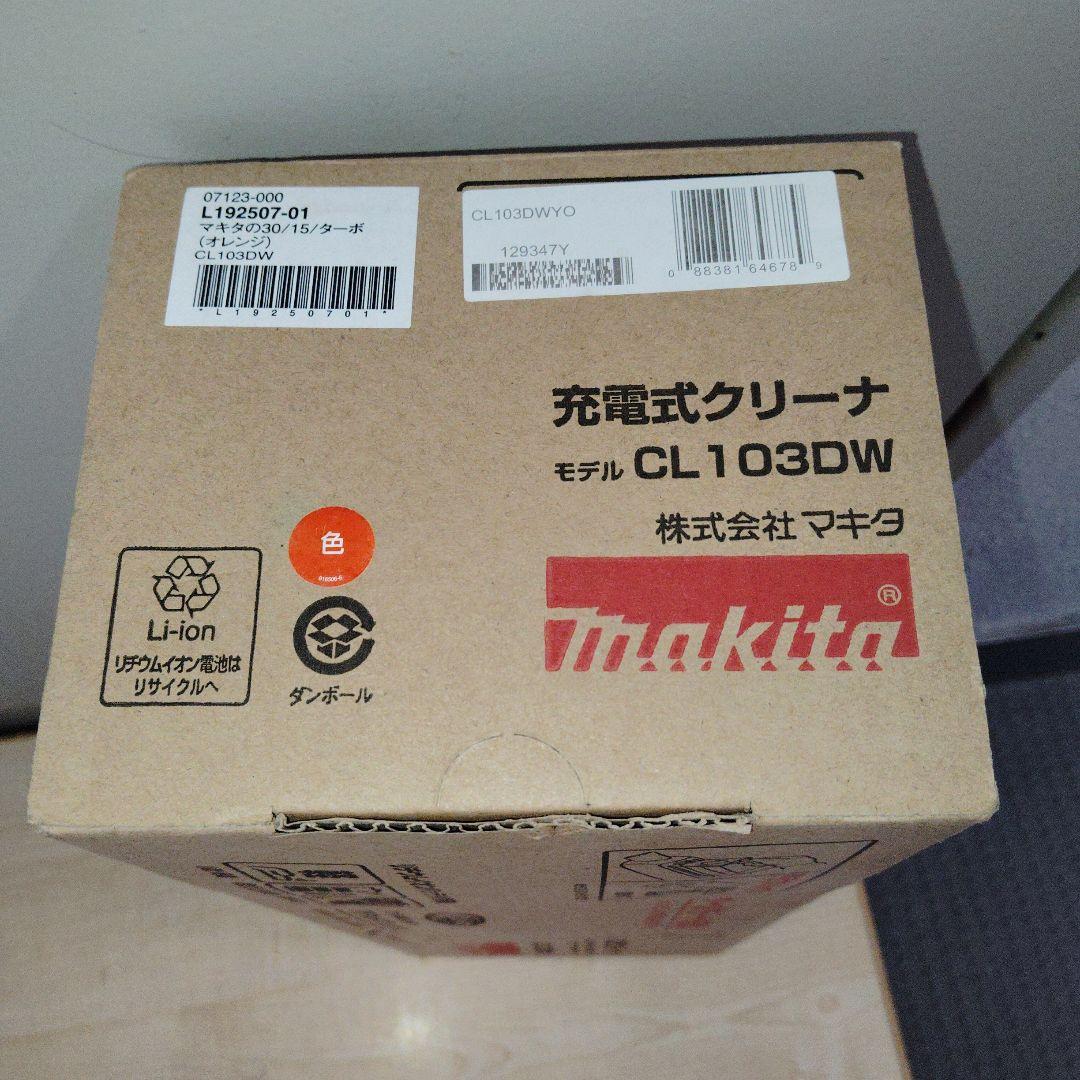 07123-000
L192507-01
マキタの30/15/ターボ
(オレンジ)
CL103DW
*L19250701*
CL103DWYO
129347Y
0 88381 64678 9
充電式クリーナ
モデル CL103DW
株式会社マキタ
makita®
色
Li-ion
リチウムイオン電池は
リサイクルへ
ダンボール